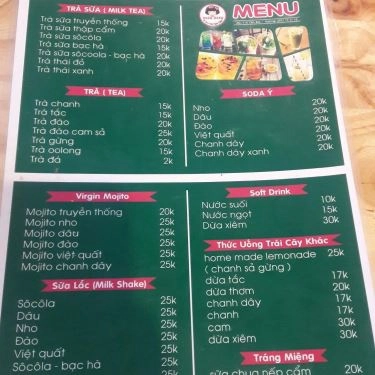 TRÀ SỮA ( MILK TEA)
Trà sữa truyền thống 15k
Trà sữa thập cẩm 20k
Trà sữa sôcôla 20k
Trà sữa bạc hà 20k
Trà sữa sôcoola - bạc hà 20k
Trà thái đỏ 20k
Trà thái xanh 20k
TRÀ ( TEA)
Trà chanh 15k
Trà tắc 15k
Trà đào 20k
Trà đào cam sả 25k
Trà gừng 20k
Trà oolong 15k
Trà đá 2k
MENU
SODA Ý
Nho 20k
Dâu 20k
Đào 20k
Việt quất 20k
Chanh dây 20k
Chanh dây xanh 20k
Virgin Mojito
Mojito truyền thống 20k
Mojito nho 25k
Mojito dâu 25k
Mojito đào 25k
Mojito việt quất 25k
Mojito chanh dây 25k
Sữa Lắc (Milk Shake)
Sôcôla 25k
Dâu 25k
Nho 25k
Đào 25k
Việt quất 25k
Sôcôla - bạc hà 25k
Soft Drink
Nước suối 10k
Nước ngọt 15k
Dừa xiêm 30k
Thức Uống Trái Cây Khác
home made lemonade 25k
( chanh sả gừng )
dừa tắc 17k
dừa thơm 20k
chanh dây 17k
chanh 17k
cam 30k
dừa xiêm 30k
Tráng Miệng
sữa chua nếp cẩm 20k